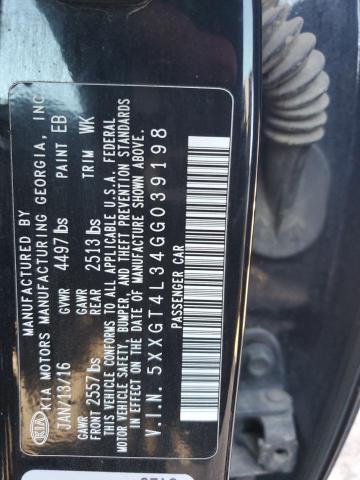 MANUFACTURED BY
KIA KIA MOTORS MANUFACTURING GEORGIA, INC.
JAN/13/16 GVWR 4497lbs PAINT EB
GAWR FRONT 2557lbs GAWR REAR 2513lbs TRIM WK
THIS VEHICLE CONFORMS TO ALL APPLICABLE U.S.A. FEDERAL
MOTOR VEHICLE SAFETY, BUMPER, AND THEFT PREVENTION STANDARDS
IN EFFECT ON THE DATE OF MANUFACTURE SHOWN ABOVE.
V.I.N. 5XXGT4L34GG039198
PASSENGER CAR